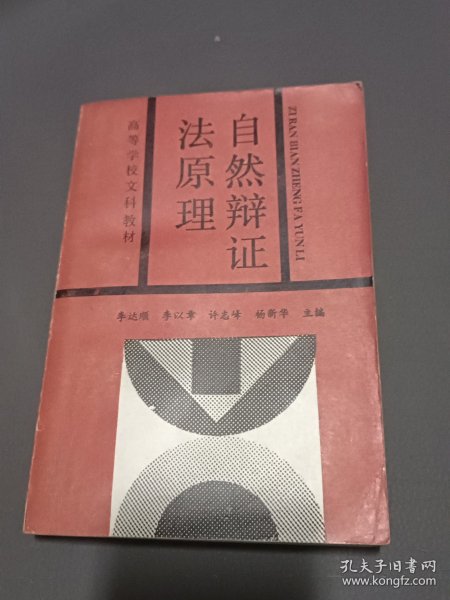 高等学校文科教材
自然辩证
法原理
ZI RAN BIAN ZHENG FA YUN LI
李达顺 李以章 许志峰 杨新华 主编
孔夫子旧书网
www.kongfz.com